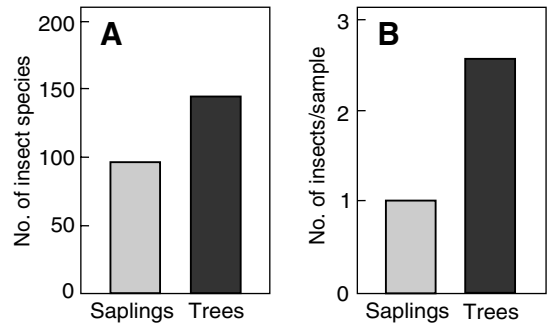 A
No. of insect species
200
150
100
50
0
Saplings Trees
B
No. of insects/sample
3
2
1
0
Saplings Trees